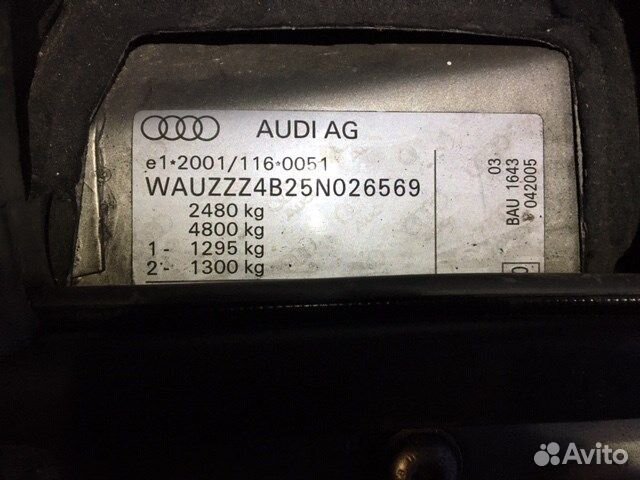 AUDI AG
e1*2001/116*0051
WAUZZZ4B25N026569
2480 kg
4800 kg
1- 1295 kg
2- 1300 kg
03
BAU 1643
042005
Avito